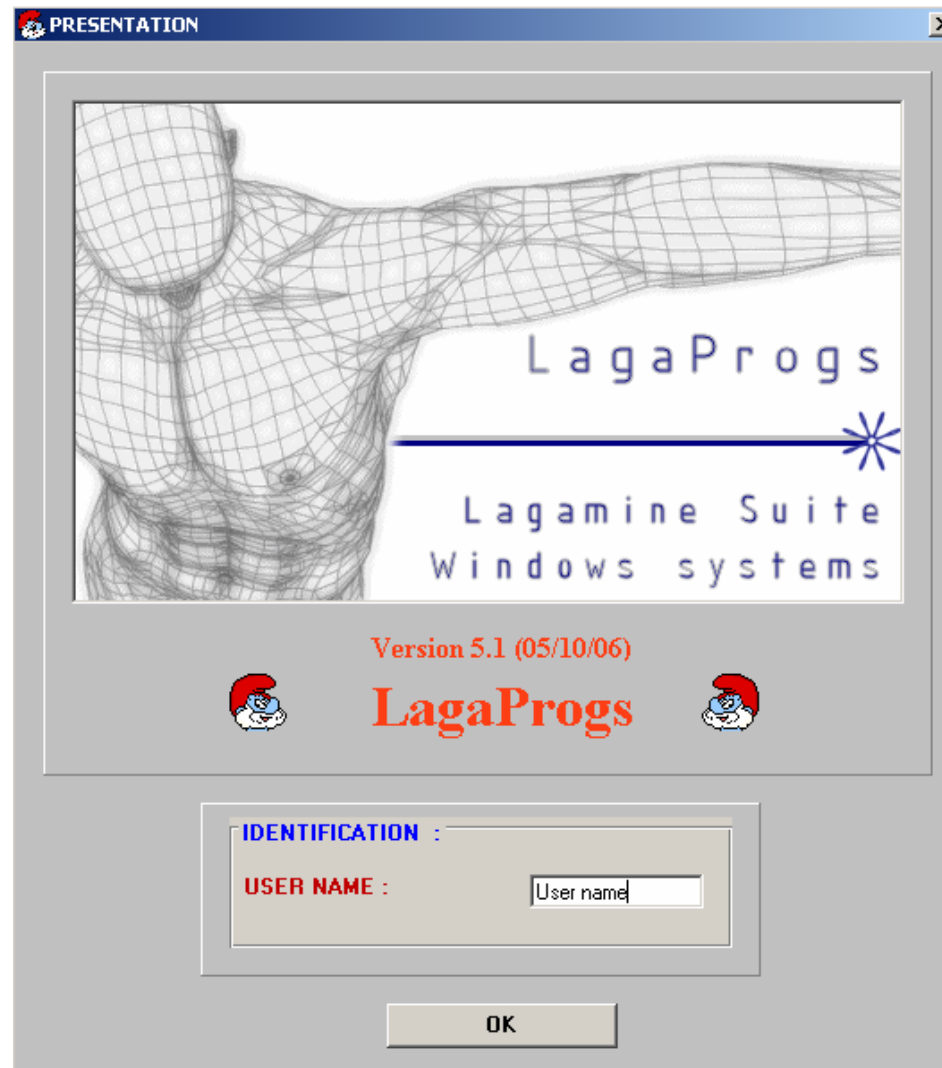 PRESENTATION
LagaProgs
Lagamine Suite
Windows systems
Version 5.1 (05/10/06)
LagaProgs
IDENTIFICATION :
USER NAME : User name
OK